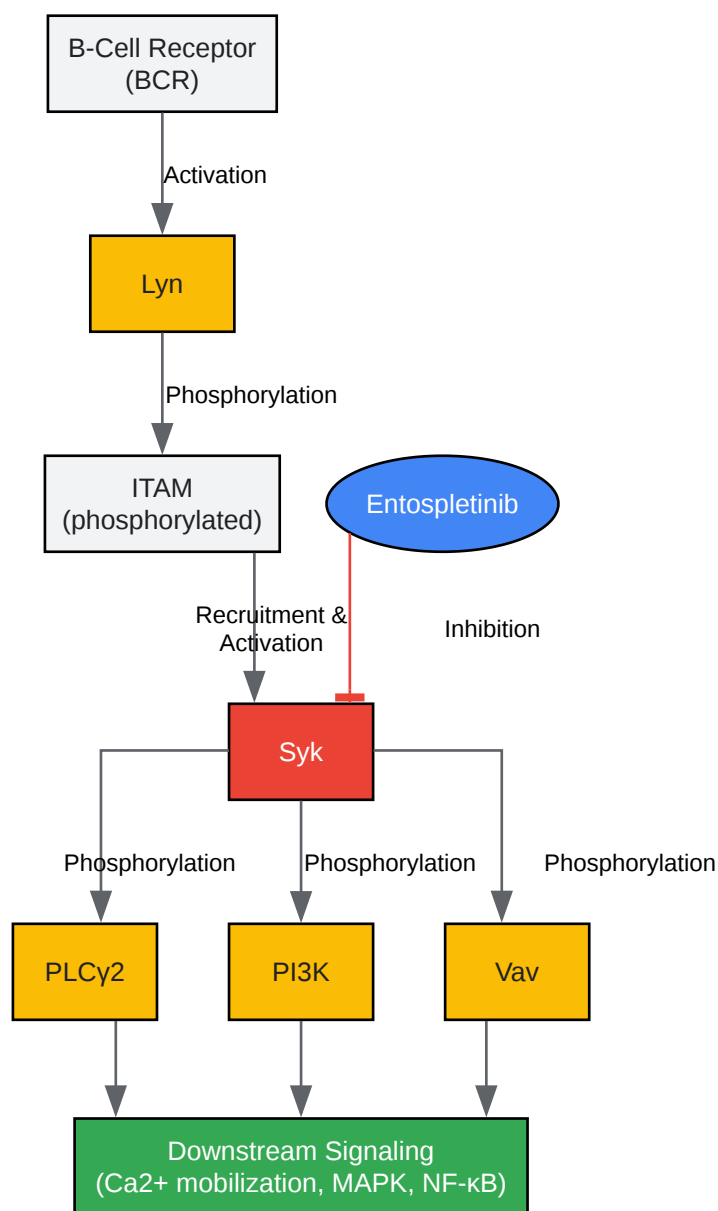 B-Cell Receptor
(BCR)
Activation
Lyn
Phosphorylation
ITAM
(phosphorylated)
Entospletinib
Recruitment &
Activation
Inhibition
Syk
Phosphorylation
Phosphorylation
Phosphorylation
PLCγ2
PI3K
Vav
Downstream Signaling
(Ca2+ mobilization, MAPK, NF-κB)